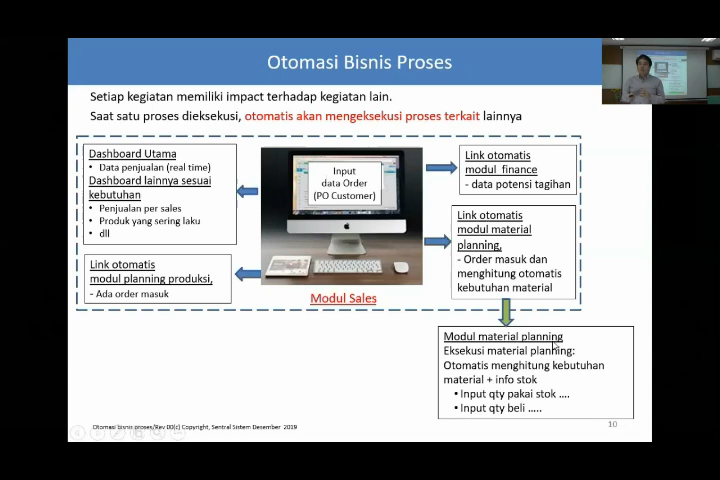 Otomasi Bisnis Proses
Setiap kegiatan memiliki impact terhadap kegiatan lain.
Saat satu proses dieksekusi, otomatis akan mengeksekusi proses terkait lainnya
Dashboard Utama
• Data penjualan (real time)
Dashboard lainnya sesuai
kebutuhan
• Penjualan per sales
• Produk yang sering laku
• dll
Link otomatis
modul planning produksi,
- Ada order masuk
Input
data Order
(PO Customer)
Modul Sales
Link otomatis
modul finance
- data potensi tagihan
Link otomatis
modul material
planning,
- Order masuk dan
menghitung otomatis
kebutuhan material
Modul material planning
Eksekusi material planning:
Otomatis menghitung kebutuhan
material + info stok
• Input qty pakai stok ....
• Input qty beli .....
Otomasi bisnis proses/Rev 00(c) Copyright, Sentral Sistem Desember 2019
10